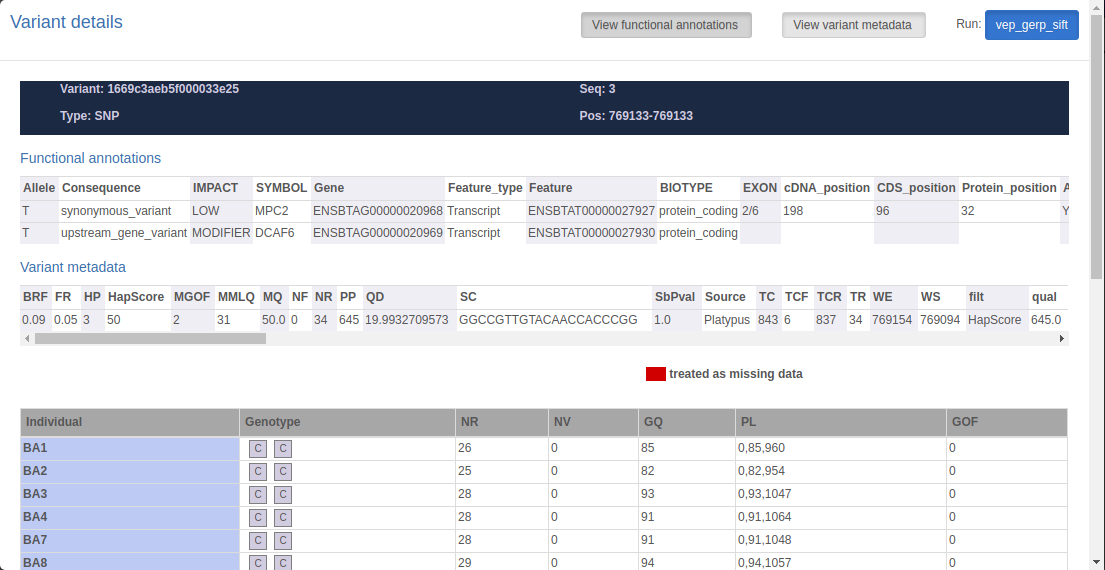 Variant details View functional annotations View variant metadata Run: vep_gerp_sift
Variant: 1669c3aeb5f000033e25 Seq: 3
Type: SNP Pos: 769133-769133
Functional annotations
Allele Consequence IMPACT SYMBOL Gene Feature_type Feature BIOTYPE EXON cDNA_position CDS_position Protein_position A
T synonymous_variant LOW MPC2 ENSBTAG00000020968 Transcript ENSBTAT00000027927 protein_coding 2/6 198 96 32 Y
T upstream_gene_variant MODIFIER DCAF6 ENSBTAG00000020969 Transcript ENSBTAT00000027930 protein_coding
Variant metadata
BRF FR HP HapScore MGOF MMLQ MQ NF NR PP QD SC SbPval Source TC TCF TCR TR WE WS filt qual
0.09 0.05 3 50 2 31 50.0 0 34 645 19.9932709573 GGCCGTTGTACAACCACCCGG 1.0 Platypus 843 6 837 34 769154 769094 HapScore 645.0
treated as missing data
Individual Genotype NR NV GQ PL GOF
BA1 C C 26 0 85 0,85,960 0
BA2 C C 25 0 82 0,82,954 0
BA3 C C 28 0 93 0,93,1047 0
BA4 C C 28 0 91 0,91,1064 0
BA7 C C 28 0 91 0,91,1048 0
BA8 C C 29 0 94 0,94,1057 0